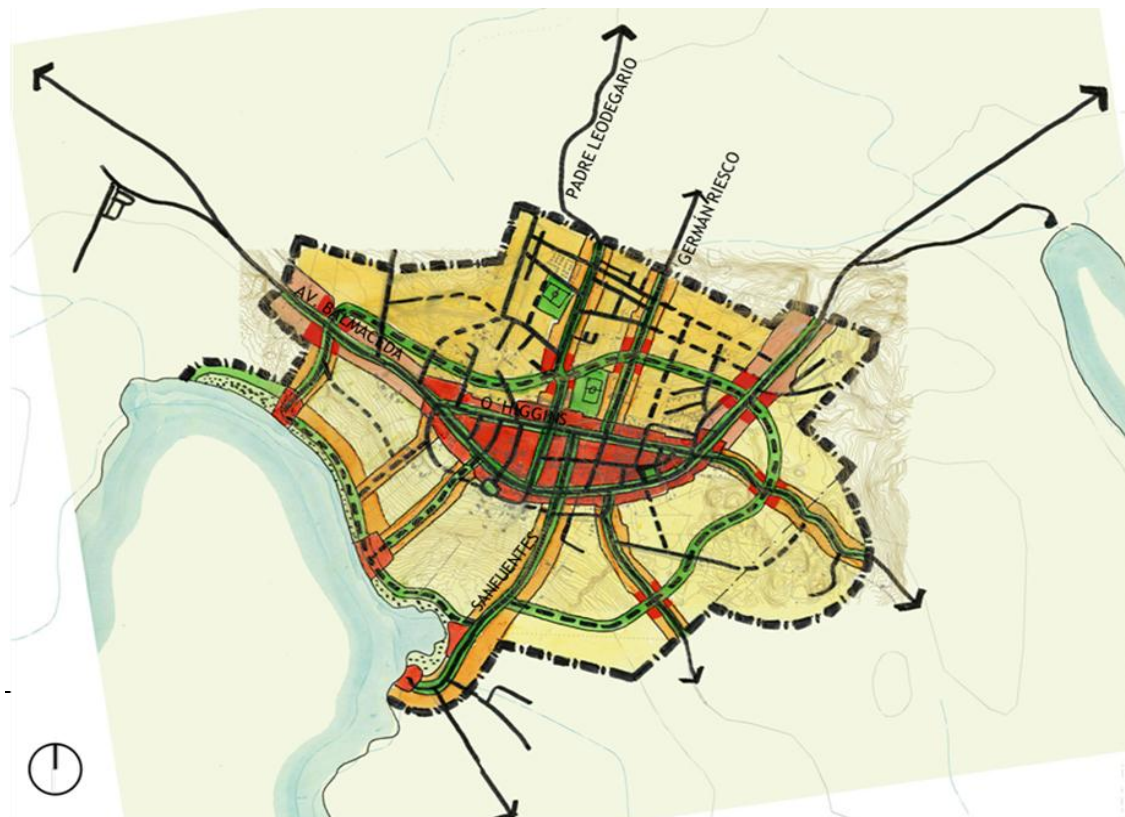 PADRE LEODEGARIO
GERMÁN RIESCO
AV. BALMACEDA
O´HIGGINS
SANFUENTES